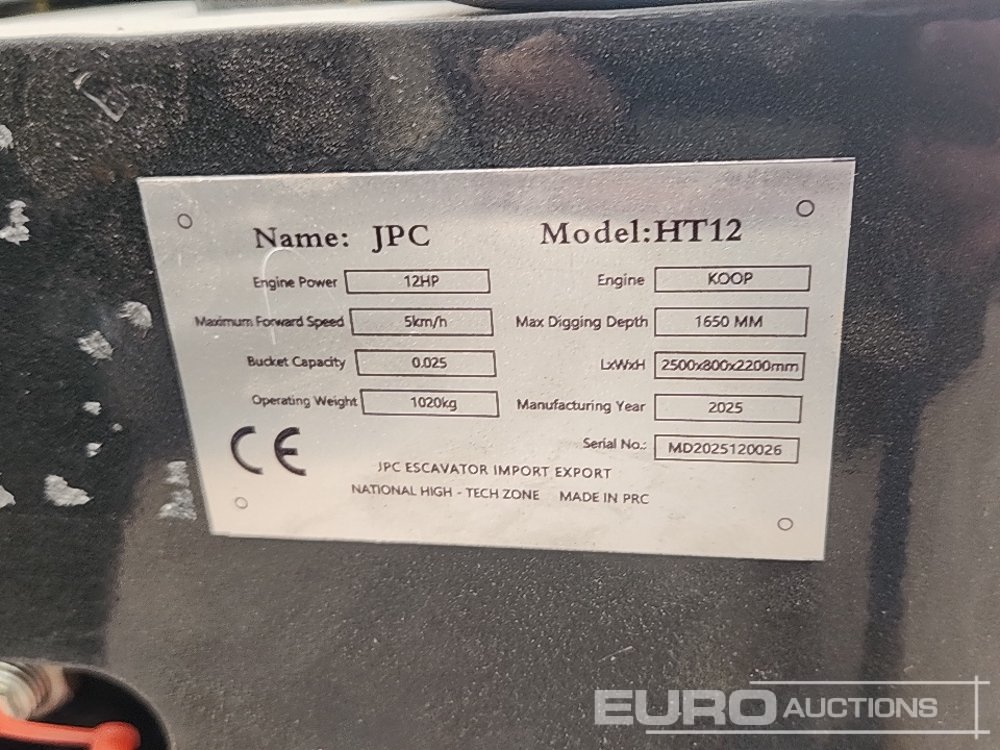 Name: JPC Model:HT12
Engine Power 12HP Engine KOOP
Maximum Forward Speed 5km/h Max Digging Depth 1650 MM
Bucket Capacity 0.025 LxWxH 2500x800x2200mm
Operating Weight 1020kg Manufacturing Year 2025
Serial No.: MD2025120026
CE
JPC ESCAVATOR IMPORT EXPORT
NATIONAL HIGH - TECH ZONE MADE IN PRC
EURO AUCTIONS